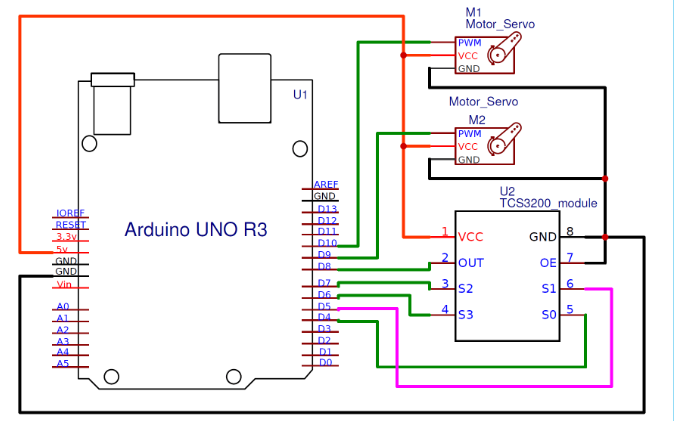 M1
Motor_Servo
PWM
VCC
GND
Motor_Servo
M2
PWM
VCC
GND
U1
Arduino UNO R3
IOREF
RESET
3.3v
5v
GND
GND
Vin
A0
A1
A2
A3
A4
A5
AREF
GND
D13
D12
D11
D10
D9
D8
D7
D6
D5
D4
D3
D2
D1
D0
U2
TCS3200_module
1 VCC GND 8
2 OUT OE 7
3 S2 S1 6
4 S3 S0 5